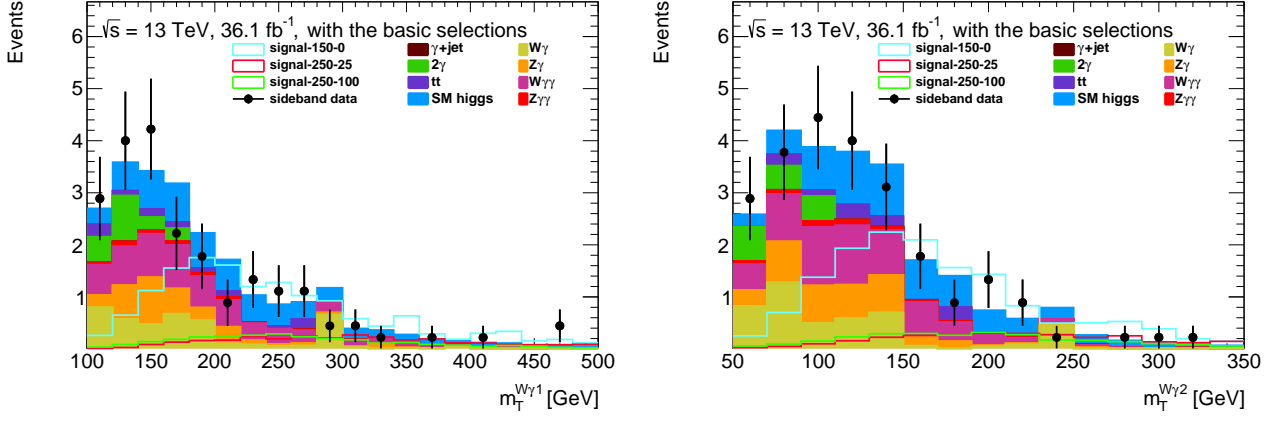 √s = 13 TeV, 36.1 fb⁻¹, with the basic selections
Events
6
5
4
3
2
1
signal-150-0
signal-250-25
signal-250-100
sideband data
γ+jet
2γ
tt
SM higgs
Wγ
Zγ
Wγγ
Zγγ
100 150 200 250 300 350 400 450 500
m_T^{Wγ1} [GeV]
√s = 13 TeV, 36.1 fb⁻¹, with the basic selections
Events
6
5
4
3
2
1
signal-150-0
signal-250-25
signal-250-100
sideband data
γ+jet
2γ
tt
SM higgs
Wγ
Zγ
Wγγ
Zγγ
50 100 150 200 250 300 350
m_T^{Wγ2} [GeV]